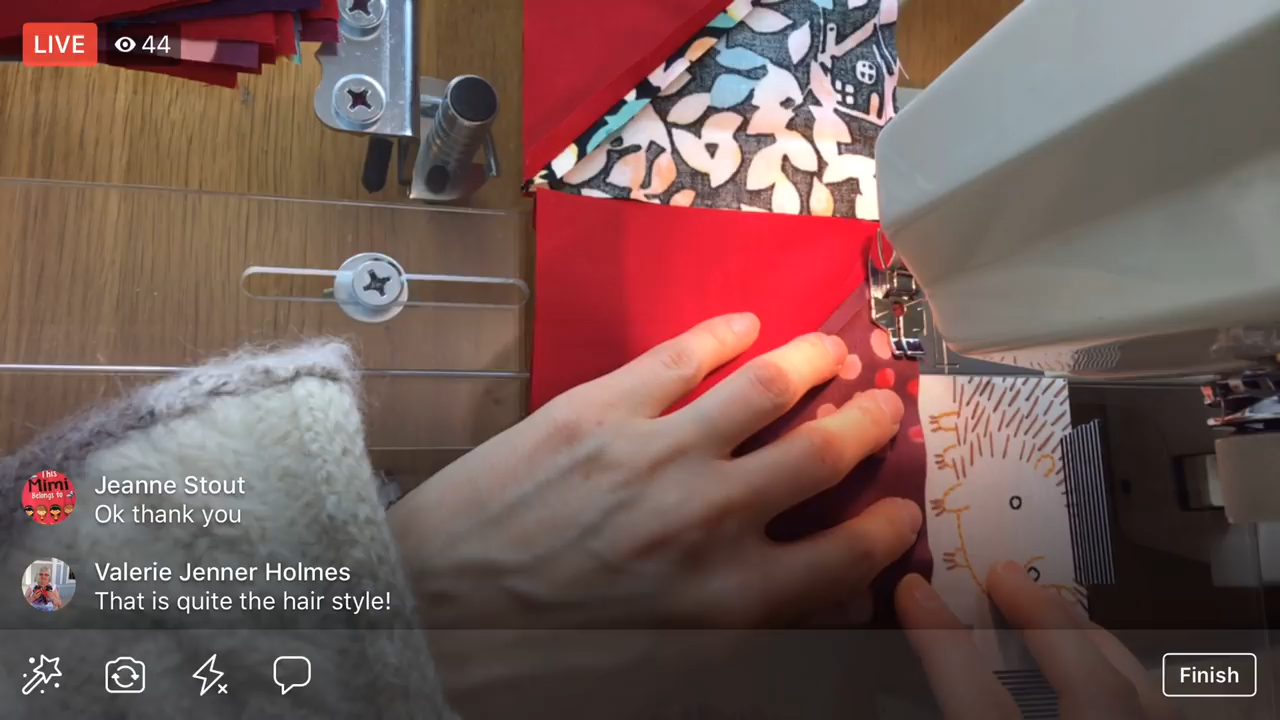 LIVE 44
This
Mimi
Belongs to
Jeanne Stout
Ok thank you
Valerie Jenner Holmes
That is quite the hair style!
Finish